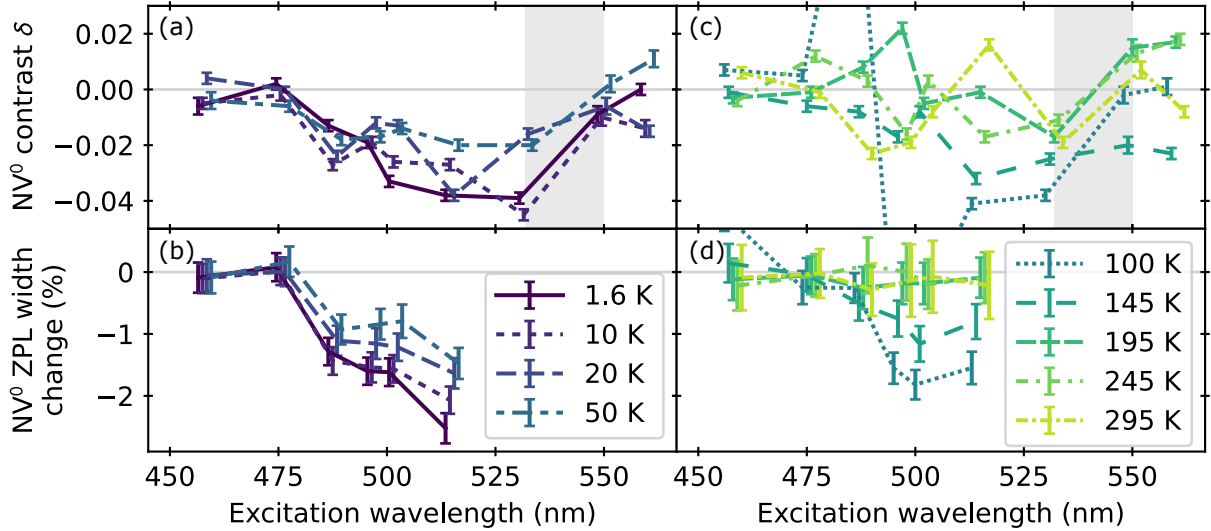 (a)
(c)
0.02
0.00
−0.02
−0.04
NV⁰ contrast δ
(b)
(d)
0
−1
−2
NV⁰ ZPL width
change (%)
1.6 K
10 K
20 K
50 K
100 K
145 K
195 K
245 K
295 K
450 475 500 525 550
450 475 500 525 550
Excitation wavelength (nm)
Excitation wavelength (nm)